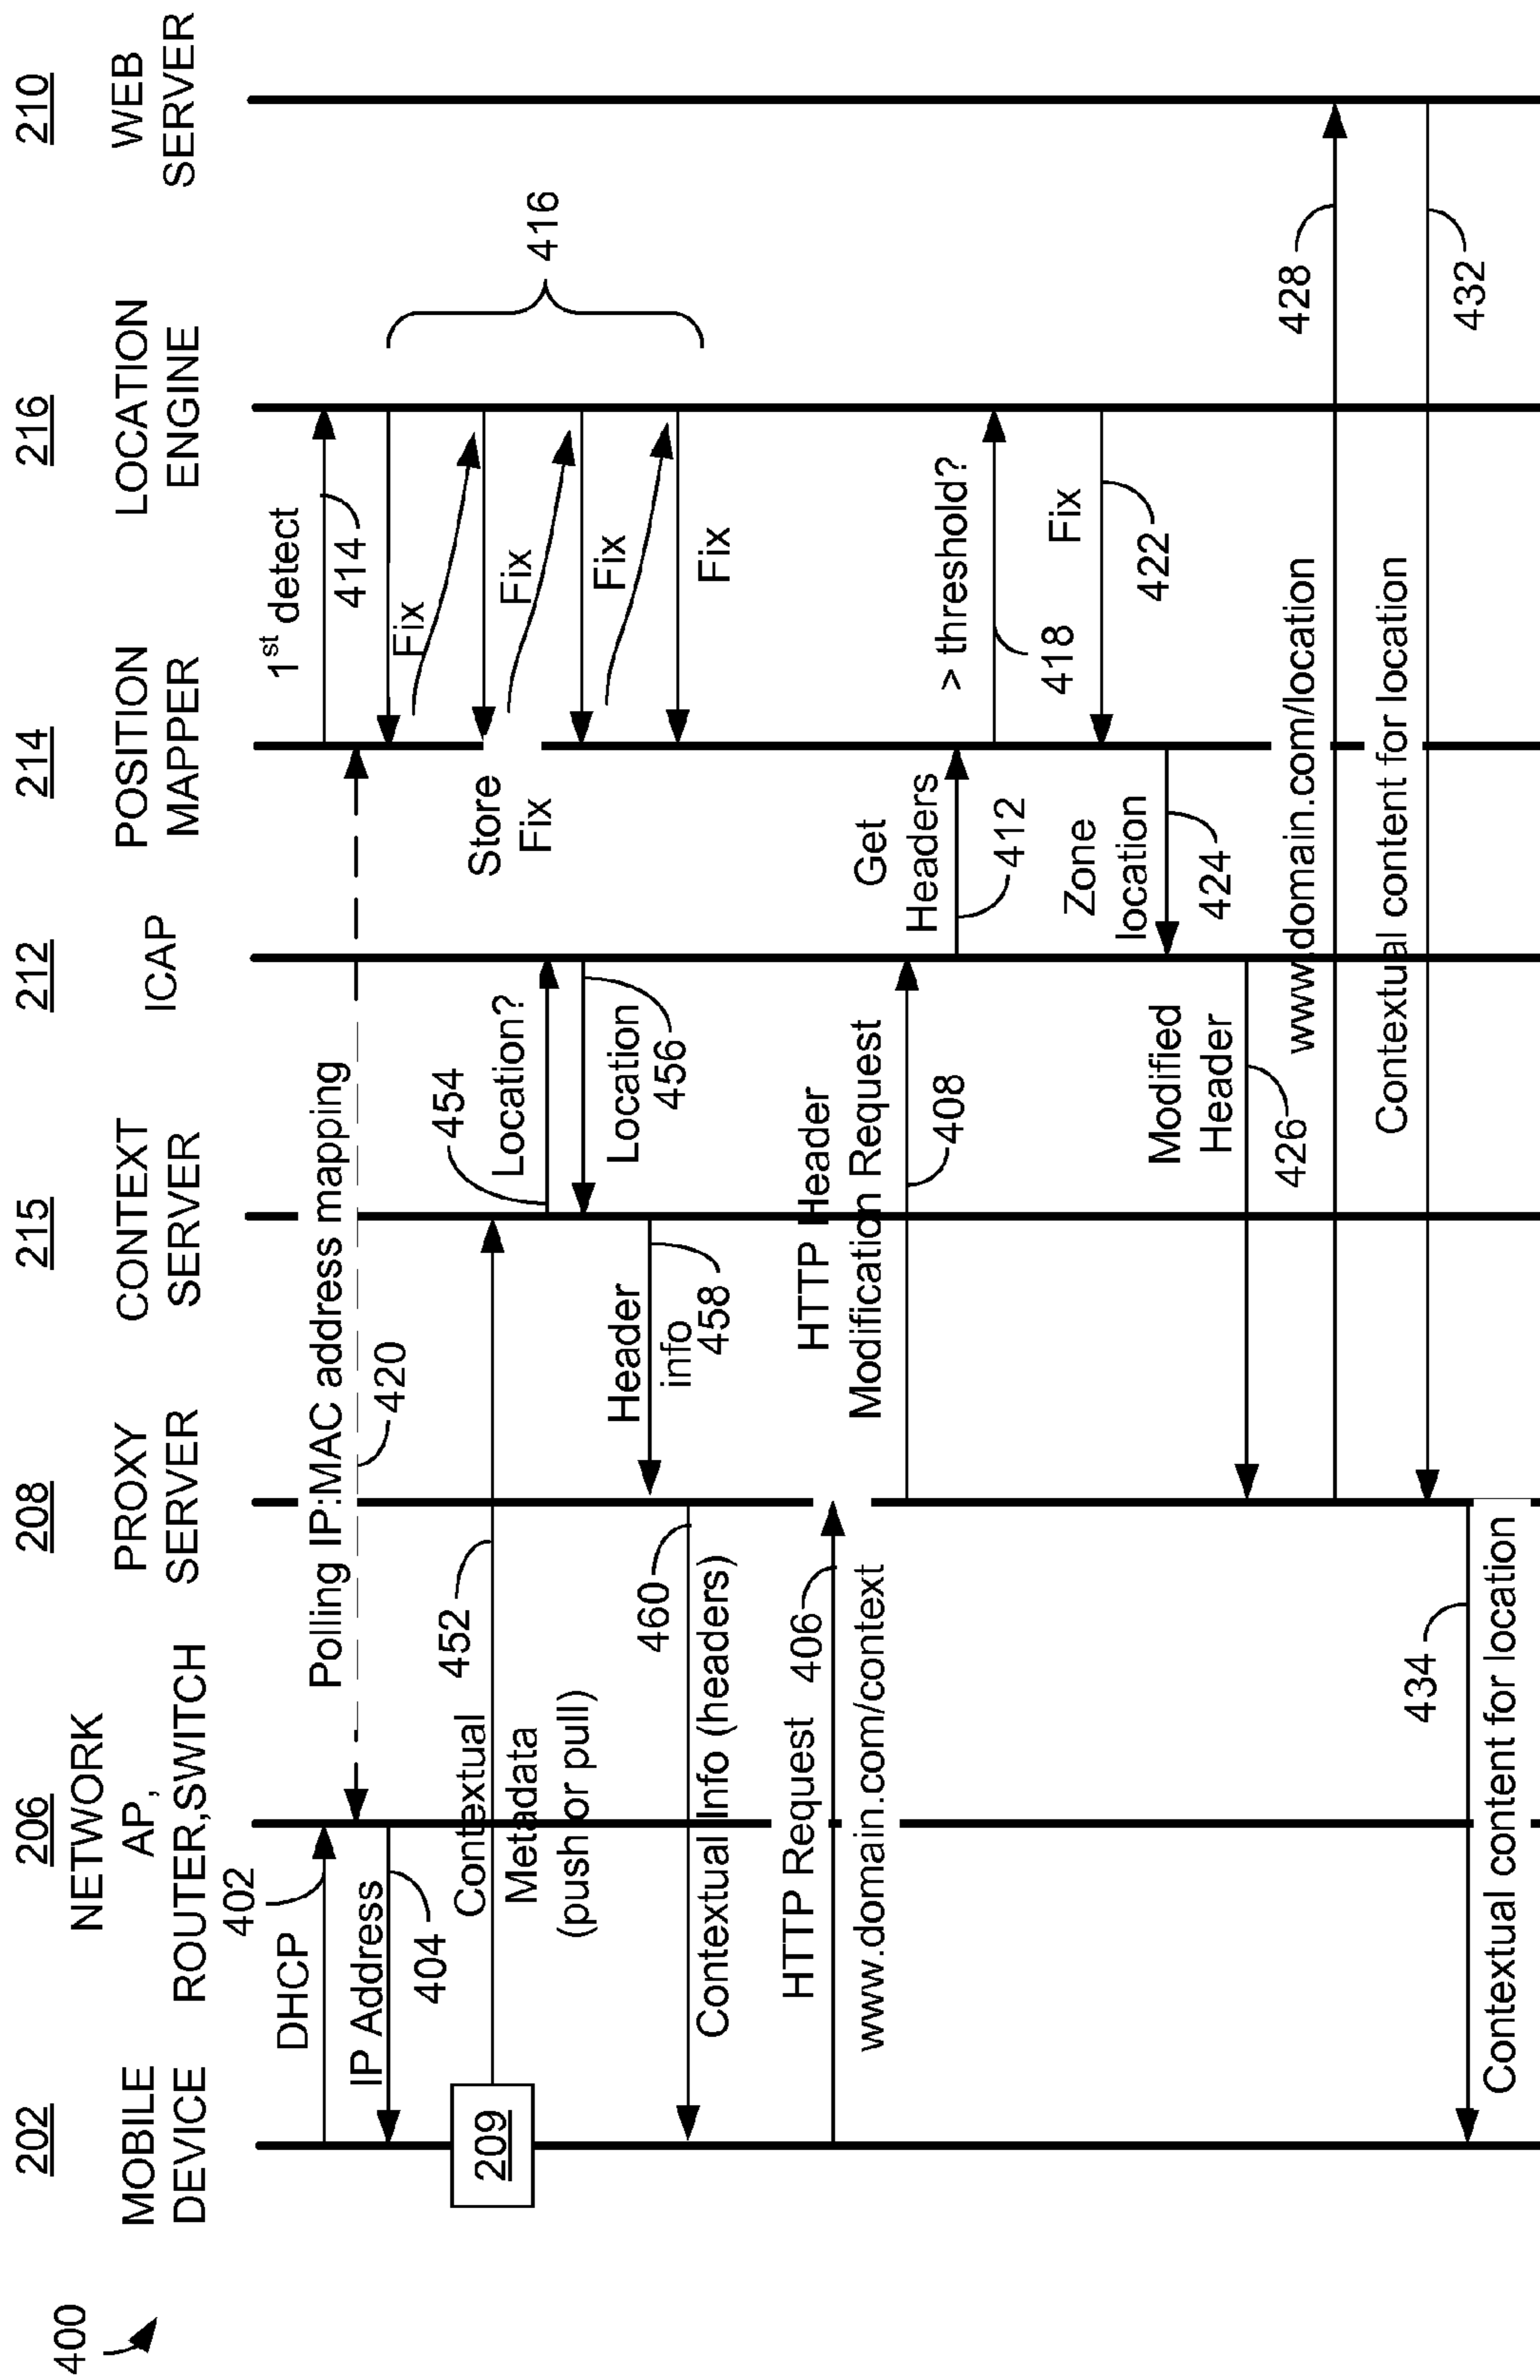 400
202
MOBILE
DEVICE
206
NETWORK
AP,
ROUTER,SWITCH
208
PROXY
SERVER
215
CONTEXT
SERVER
212
ICAP
214
POSITION
MAPPER
216
LOCATION
ENGINE
210
WEB
SERVER
402
DHCP
IP Address
404
Polling IP:MAC address mapping
420
1st detect
414
Fix
Fix
Fix
Fix
416
Store
Fix
209
452
Contextual
Metadata
(push or pull)
454
Location?
Location
456
Header
info
458
460
Contextual Info (headers)
HTTP Request
406
www.domain.com/context
HTTP Header
Modification Request
408
Get
Headers
412
> threshold?
418
Fix
422
Zone
location
424
Modified
Header
426
www.domain.com/location
428
Contextual content for location
432
434
Contextual content for location